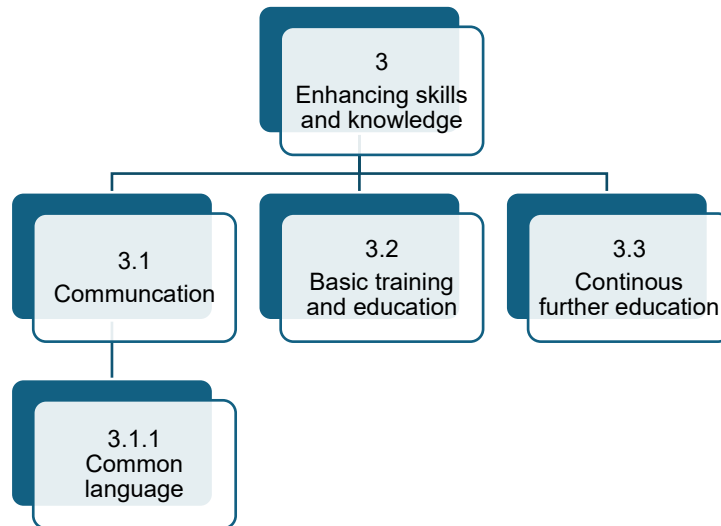 3
Enhancing skills
and knowledge
3.1
Communcation
3.2
Basic training
and education
3.3
Continous
further education
3.1.1
Common
language